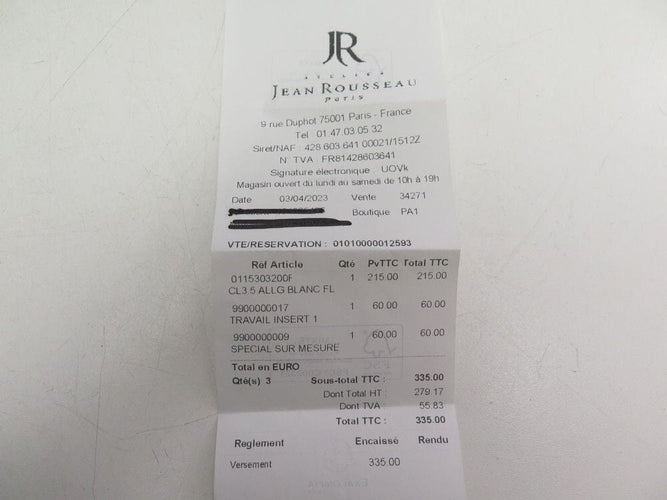 JR
ATELIER
JEAN ROUSSEAU
Paris
9 rue Duphot 75001 Paris - France
Tel 01.47.03.05.32
Siret/NAF : 428 603 641 00021/1512Z
N TVA FR81428603641
Signature électronique : UOVk
Magasin ouvert du lundi au samedi de 10h à 19h
Date 03/04/2023 Vente 34271
Boutique PA1
VTE/RESERVATION : 01010000012593
Réf Article Qté PvTTC Total TTC
0115303200F 1 215.00 215.00
CL3.5 ALLG BLANC FL
9900000017 1 60.00 60.00
TRAVAIL INSERT 1
9900000009 1 60.00 60.00
SPECIAL SUR MESURE
Total en EURO
Qté(s) 3 Sous-total TTC : 335.00
Dont Total HT : 279.17
Dont TVA : 55.83
Total TTC : 335.00
Reglement Encaissé Rendu
Versement 335.00